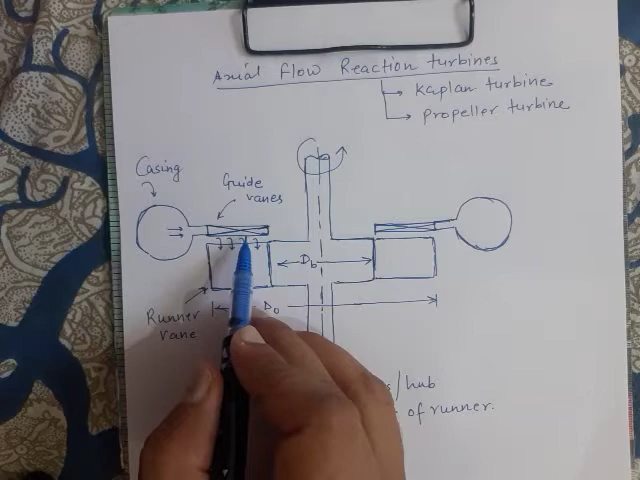 Axial Flow Reaction turbines
→ Kaplan turbine
→ propeller turbine
Casing
Guide
vanes
Db
Do
Runner
vane
/hub
of runner.